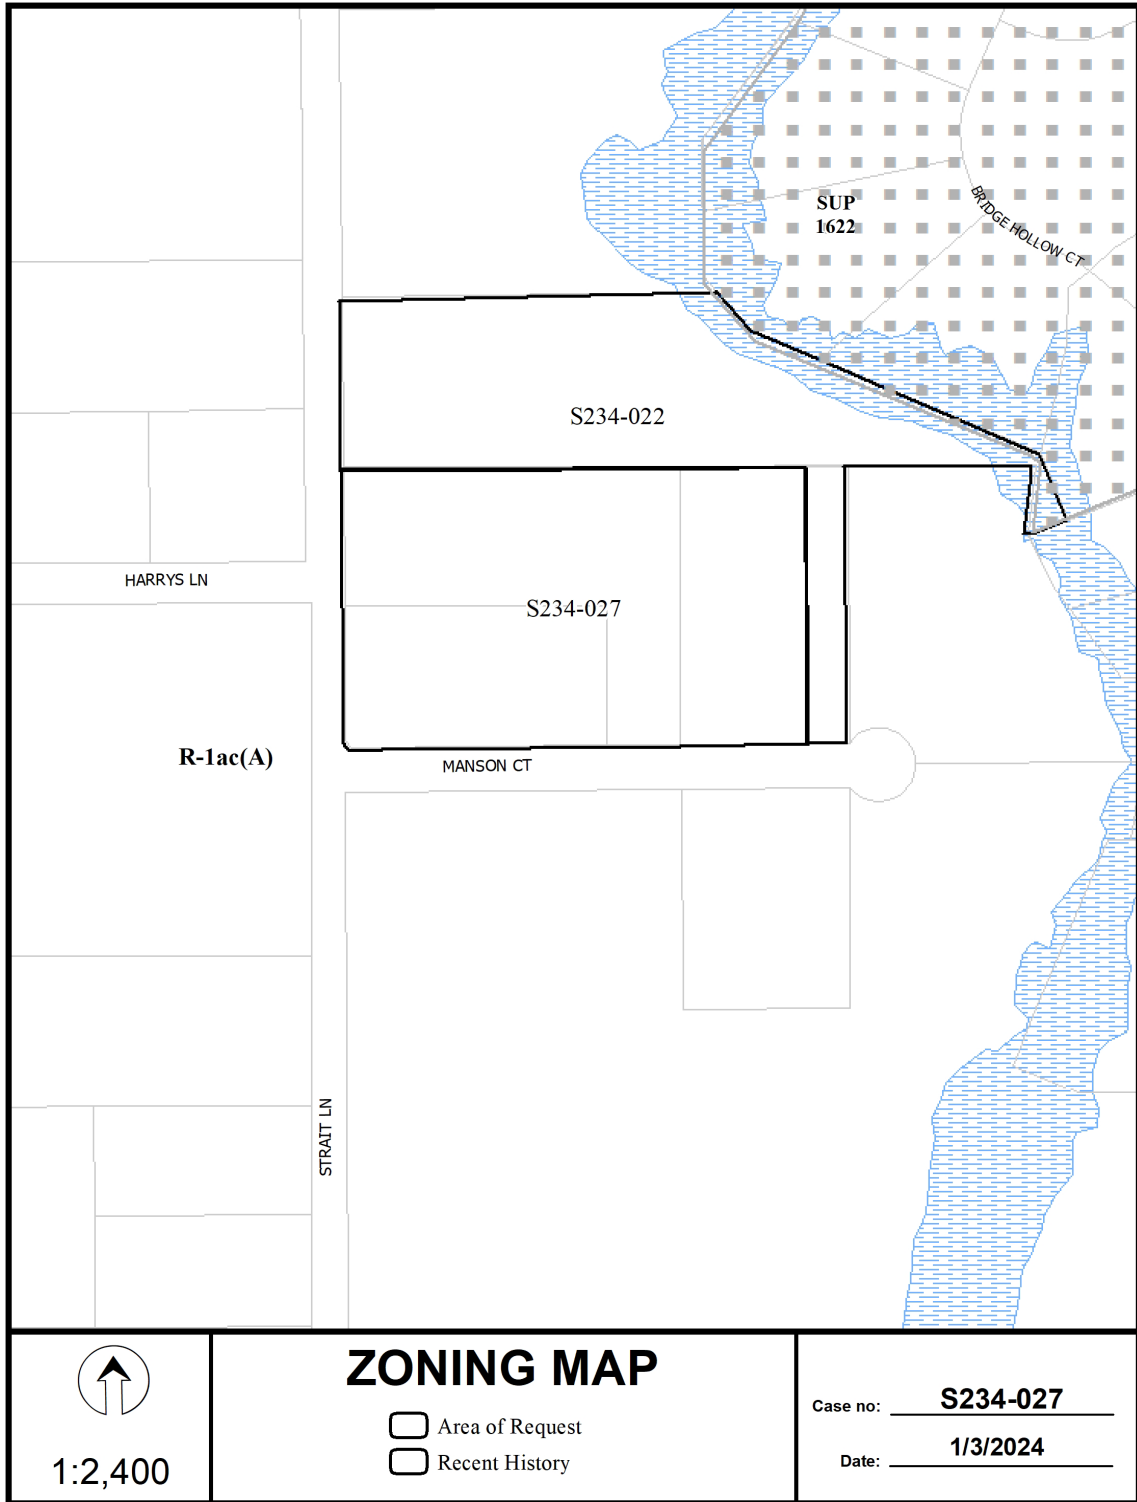 SUP
1622
BRIDGE HOLLOW CT
S234-022
HARRYS LN
S234-027
R-1ac(A)
MANSON CT
STRAIT LN
1:2,400
ZONING MAP
Area of Request
Recent History
Case no: S234-027
Date: 1/3/2024